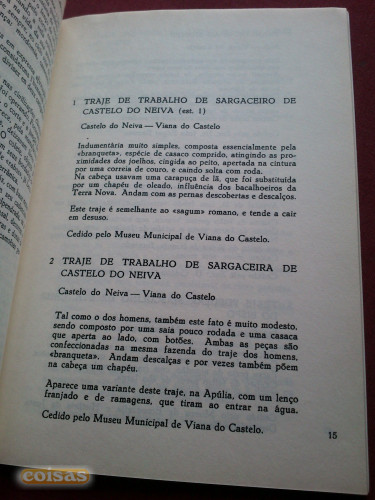 1 TRAJE DE TRABALHO DE SARGACEIRO DE
CASTELO DO NEIVA (est. 1)
Castelo do Neiva — Viana do Castelo
Indumentária muito simples, composta essencialmente pela
«branqueta», espécie de casaco comprido, atingindo as pro-
ximidades dos joelhos, cingida ao peito, apertada na cintura
por uma correia de couro, e caindo solta com roda.
Na cabeça usavam uma carapuça de lã, que foi substituída
por um chapéu de oleado, influência dos bacalhoeiros da
Terra Nova. Andam com as pernas descobertas e descalços.
Este traje é semelhante ao «sagum» romano, e tende a cair
em desuso.
Cedido pelo Museu Municipal de Viana do Castelo.
2 TRAJE DE TRABALHO DE SARGACEIRA DE
CASTELO DO NEIVA
Castelo do Neiva — Viana do Castelo
Tal como o dos homens, também este fato é muito modesto,
sendo composto por uma saia pouco rodada e uma casaca
que aperta ao lado, com botões. Ambas as peças são
confeccionadas na mesma fazenda do traje dos homens,
«branqueta». Andam descalças e por vezes também põem
na cabeça um chapéu.
Aparece uma variante deste traje, na Apúlia, com um lenço
franjado e de ramagens, que tiram ao entrar na água.
Cedido pelo Museu Municipal de Viana do Castelo.
15
coisas